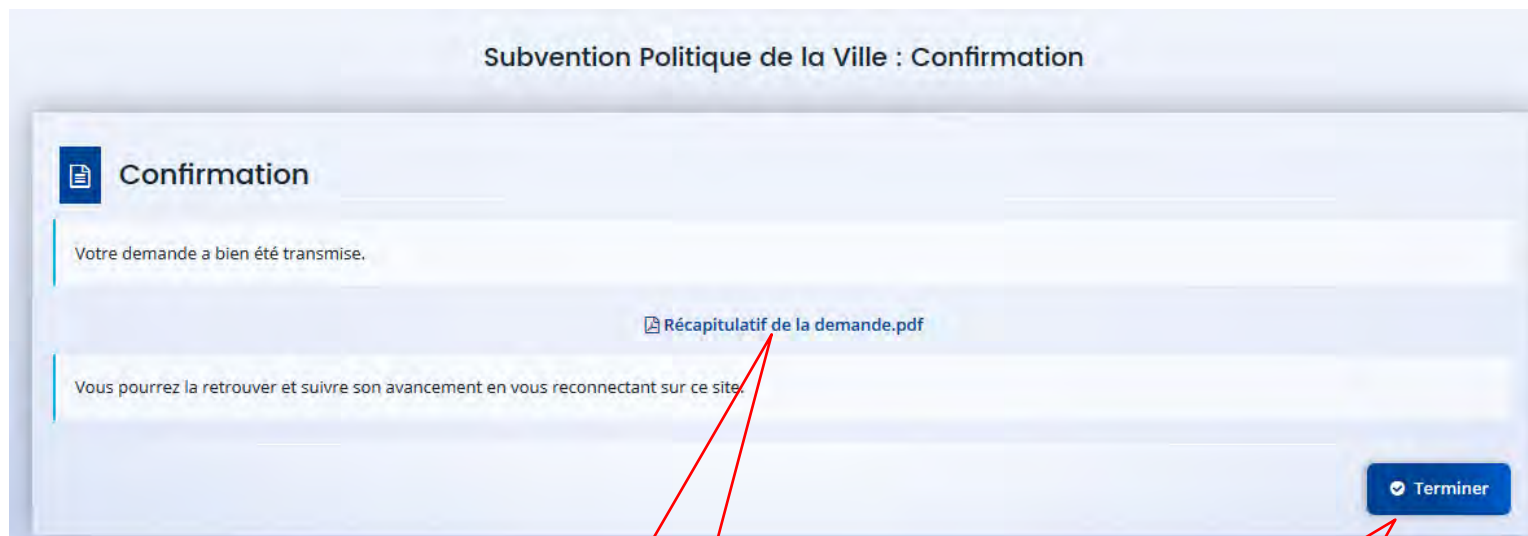 Subvention Politique de la Ville : Confirmation
Confirmation
Votre demande a bien été transmise.
Récapitulatif de la demande.pdf
Vous pourrez la retrouver et suivre son avancement en vous reconnectant sur ce site.
Terminer